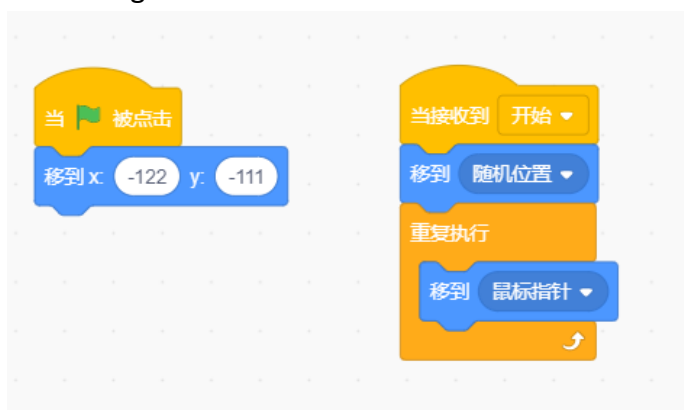 当 被点击
移到 x: -122 y: -111
当接收到 开始
移到 随机位置
重复执行
移到 鼠标指针